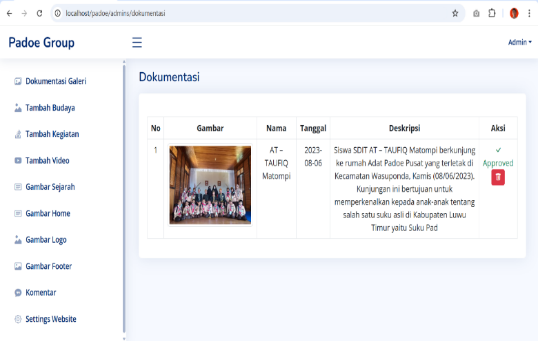 localhost/padoe/admins/dokumentasi
Padoe Group
Admin
Dokumentasi Galeri
Tambah Budaya
Tambah Kegiatan
Tambah Video
Gambar Sejarah
Gambar Home
Gambar Logo
Gambar Footer
Komentar
Settings Website
Dokumentasi
No Gambar Nama Tanggal Deskripsi Aksi
1
AT –
TAUFIQ
Matompi
2023-
08-06
Siswa SDIT AT – TAUFIQ Matompi berkunjung
ke rumah Adat Padoe Pusat yang terletak di
Kecamatan Wasuponda, Kamis (08/06/2023).
Kunjungan ini bertujuan untuk
memperkenalkan kepada anak-anak tentang
salah satu suku asli di Kabupaten Luwu
Timur yaitu Suku Pad
✓
Approved